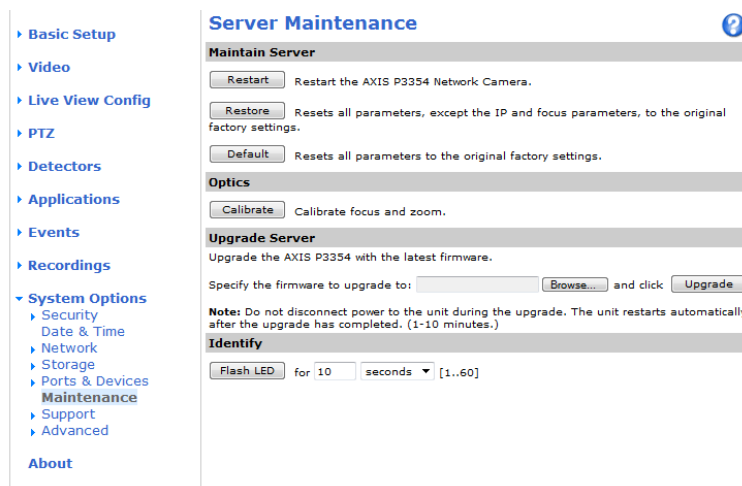 Basic Setup
Video
Live View Config
PTZ
Detectors
Applications
Events
Recordings
System Options
Security
Date & Time
Network
Storage
Ports & Devices
Maintenance
Support
Advanced
About
Server Maintenance
?
Maintain Server
Restart Restart the AXIS P3354 Network Camera.
Restore Resets all parameters, except the IP and focus parameters, to the original
factory settings.
Default Resets all parameters to the original factory settings.
Optics
Calibrate Calibrate focus and zoom.
Upgrade Server
Upgrade the AXIS P3354 with the latest firmware.
Specify the firmware to upgrade to: Browse... and click Upgrade
Note: Do not disconnect power to the unit during the upgrade. The unit restarts automaticall
after the upgrade has completed. (1-10 minutes.)
Identify
Flash LED for 10 seconds [1..60]